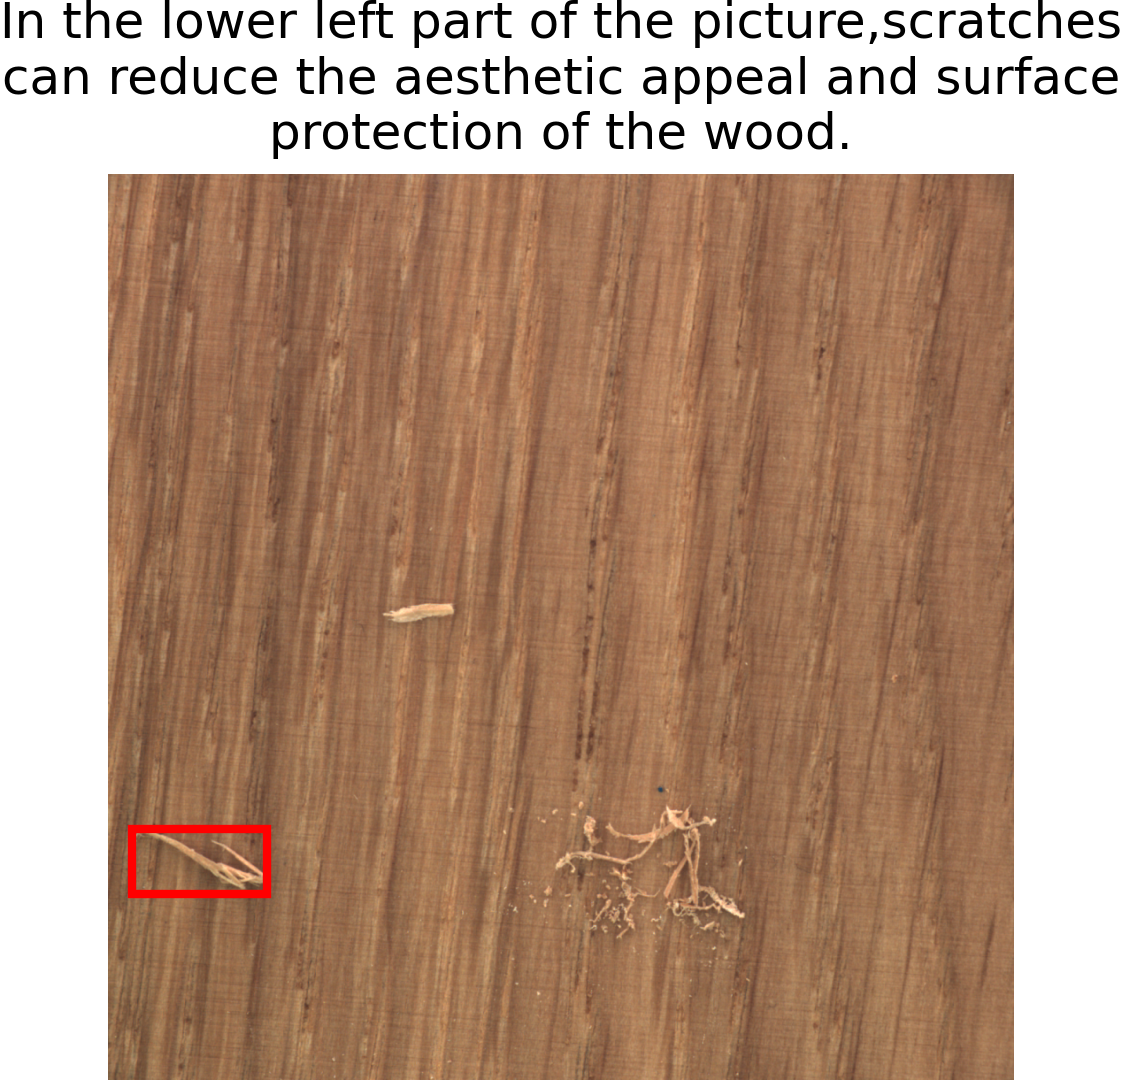 In the lower left part of the picture,scratches
can reduce the aesthetic appeal and surface
protection of the wood.